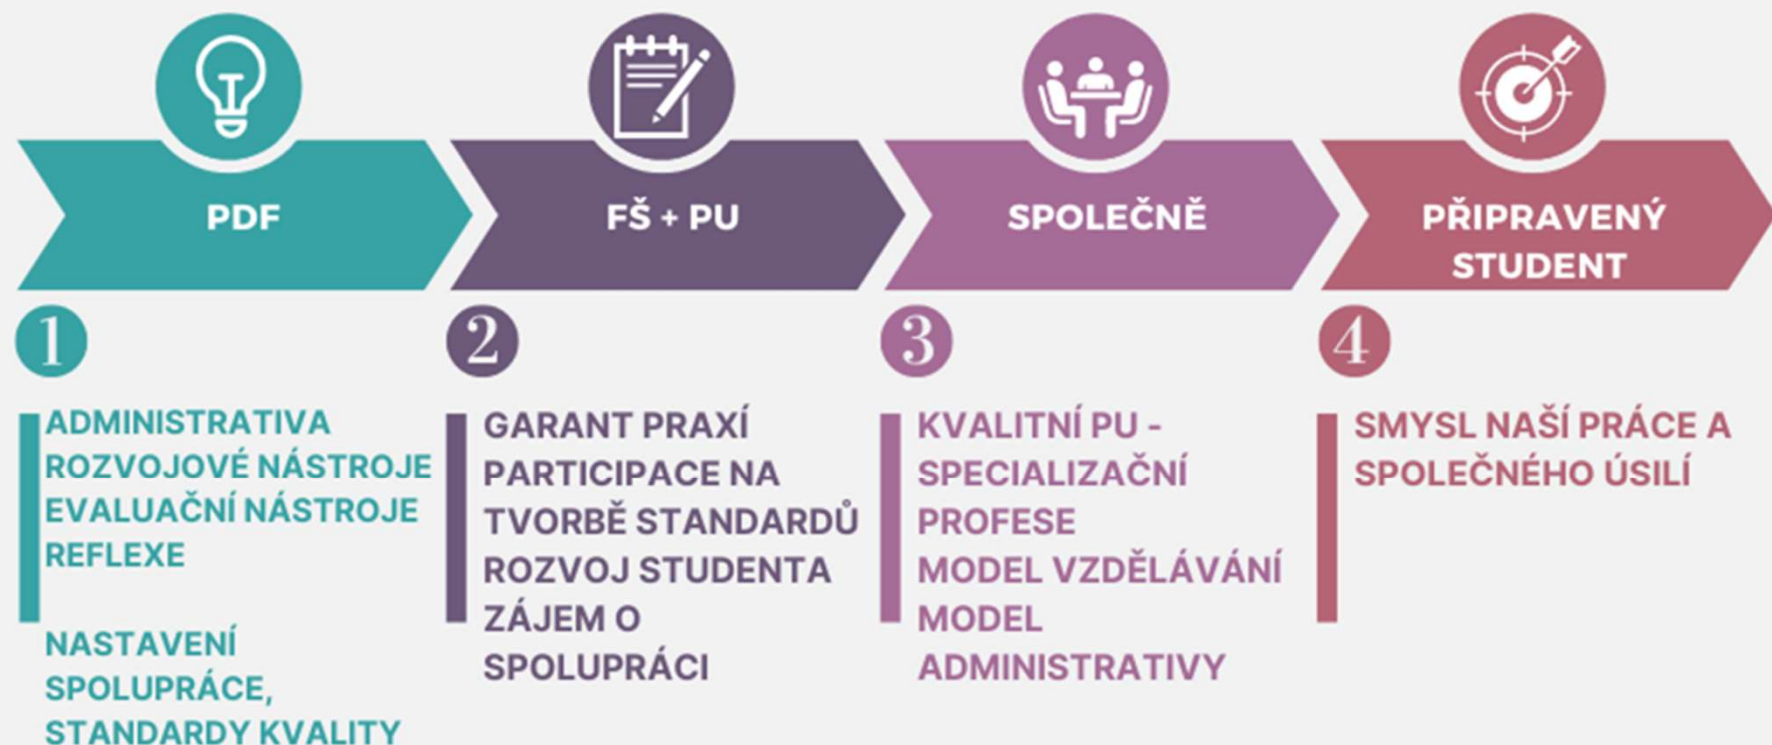 PDF
FŠ + PU
SPOLEČNĚ
PŘIPRAVENÝ
STUDENT
1
ADMINISTRATIVA
ROZVOJOVÉ NÁSTROJE
EVALUAČNÍ NÁSTROJE
REFLEXE
NASTAVENÍ
SPOLUPRÁCE,
STANDARDY KVALITY
2
GARANT PRAXÍ
PARTICIPACE NA
TVORBĚ STANDARDŮ
ROZVOJ STUDENTA
ZÁJEM O
SPOLUPRÁCI
3
KVALITNÍ PU -
SPECIALIZAČNÍ
PROFESE
MODEL VZDĚLÁVÁNÍ
MODEL
ADMINISTRATIVY
4
SMYSL NAŠÍ PRÁCE A
SPOLEČNÉHO ÚSILÍ